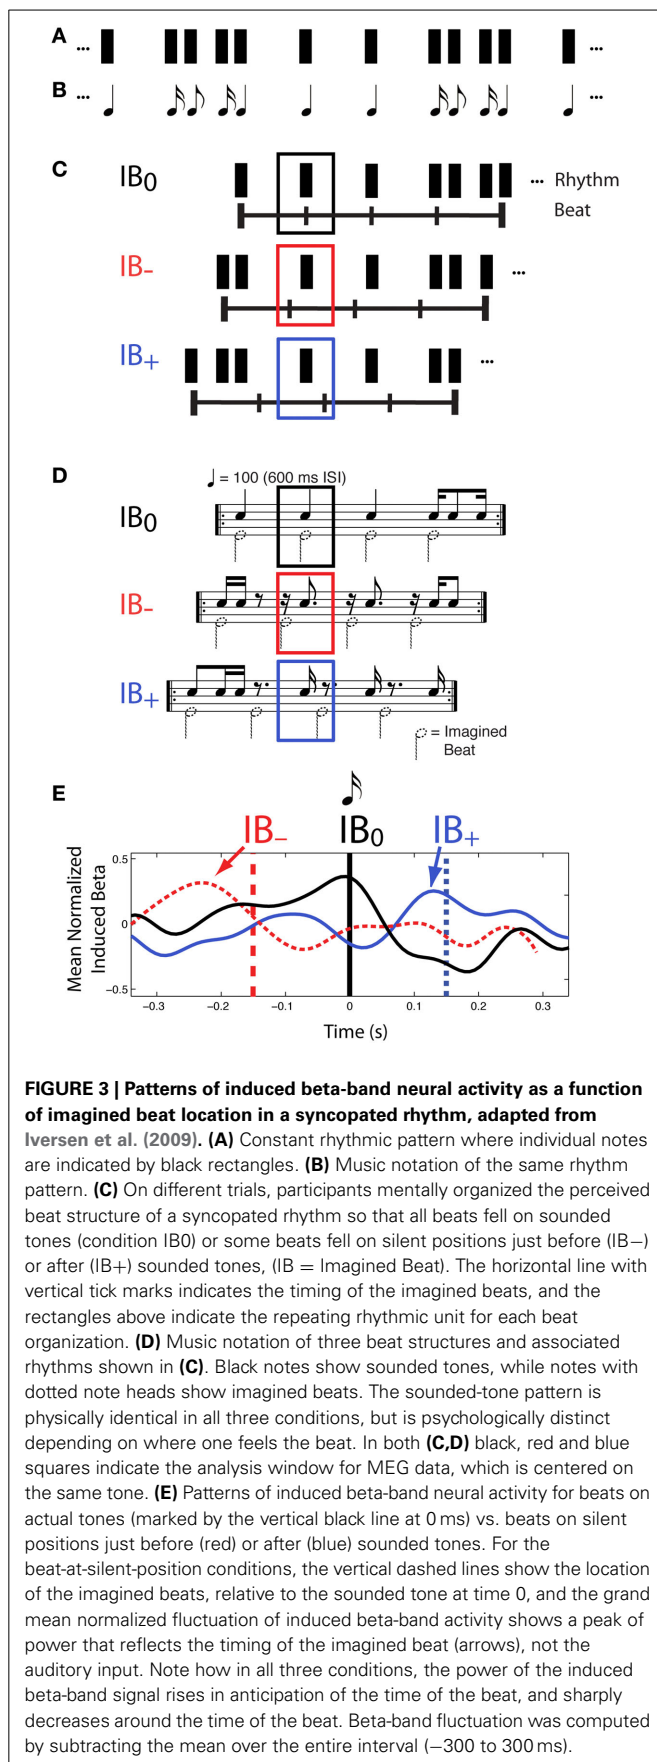 A ... ...
B ... ...
C IB0 ... Rhythm
Beat
IB– ...
IB+ ...
D = 100 (600 ms ISI)
IB0
IB–
IB+
= Imagined
Beat
E
IB– IB0 IB+
Mean Normalized
Induced Beta
0.5
0
–0.5
–0.3 –0.2 –0.1 0 0.1 0.2 0.3
Time (s)
FIGURE 3 | Patterns of induced beta-band neural activity as a function
of imagined beat location in a syncopated rhythm, adapted from
Iversen et al. (2009). (A) Constant rhythmic pattern where individual notes
are indicated by black rectangles. (B) Music notation of the same rhythm
pattern. (C) On different trials, participants mentally organized the perceived
beat structure of a syncopated rhythm so that all beats fell on sounded
tones (condition IB0) or some beats fell on silent positions just before (IB−)
or after (IB+) sounded tones, (IB = Imagined Beat). The horizontal line with
vertical tick marks indicates the timing of the imagined beats, and the
rectangles above indicate the repeating rhythmic unit for each beat
organization. (D) Music notation of three beat structures and associated
rhythms shown in (C). Black notes show sounded tones, while notes with
dotted note heads show imagined beats. The sounded-tone pattern is
physically identical in all three conditions, but is psychologically distinct
depending on where one feels the beat. In both (C,D) black, red and blue
squares indicate the analysis window for MEG data, which is centered on
the same tone. (E) Patterns of induced beta-band neural activity for beats on
actual tones (marked by the vertical black line at 0 ms) vs. beats on silent
positions just before (red) or after (blue) sounded tones. For the
beat-at-silent-position conditions, the vertical dashed lines show the location
of the imagined beats, relative to the sounded tone at time 0, and the grand
mean normalized fluctuation of induced beta-band activity shows a peak of
power that reflects the timing of the imagined beat (arrows), not the
auditory input. Note how in all three conditions, the power of the induced
beta-band signal rises in anticipation of the time of the beat, and sharply
decreases around the time of the beat. Beta-band fluctuation was computed
by subtracting the mean over the entire interval (−300 to 300 ms).